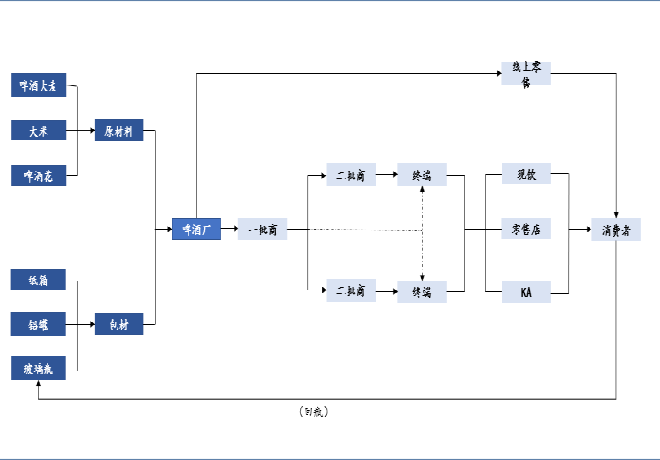 啤酒大麦
大米
啤酒花
原材料
纸箱
铝罐
玻璃瓶
包材
啤酒厂
一批商
二批商
终端
二批商
终端
线上零
售
现饮
零售店
KA
消费者
(回瓶)